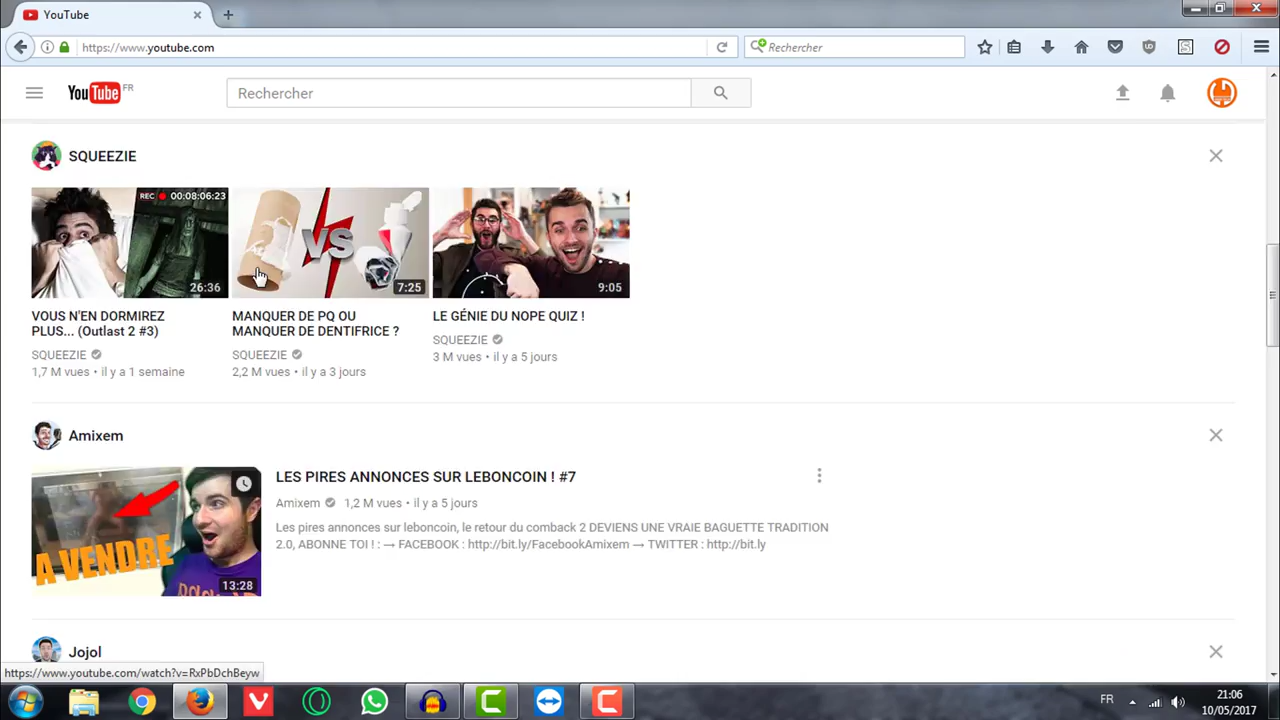 YouTube
https://www.youtube.com
Rechercher
YouTube FR
Rechercher
SQUEEZIE
REC 00:08:06:23
26:36
VS
7:25
9:05
VOUS N'EN DORMIREZ PLUS... (Outlast 2 #3)
MANQUER DE PQ OU MANQUER DE DENTIFRICE ?
LE GÉNIE DU NOPE QUIZ !
SQUEEZIE
1,7 M vues • il y a 1 semaine
SQUEEZIE
2,2 M vues • il y a 3 jours
SQUEEZIE
3 M vues • il y a 5 jours
Amixem
A VENDRE
13:28
LES PIRES ANNONCES SUR LEBONCOIN ! #7
Amixem 1,2 M vues • il y a 5 jours
Les pires annonces sur leboncoin, le retour du comback 2 DEVIENS UNE VRAIE BAGUETTE TRADITION
2.0, ABONNE TOI ! : → FACEBOOK : http://bit.ly/FacebookAmixem → TWITTER : http://bit.ly
Jojol
https://www.youtube.com/watch?v=RxPbDchBeyw
FR
21:06
10/05/2017